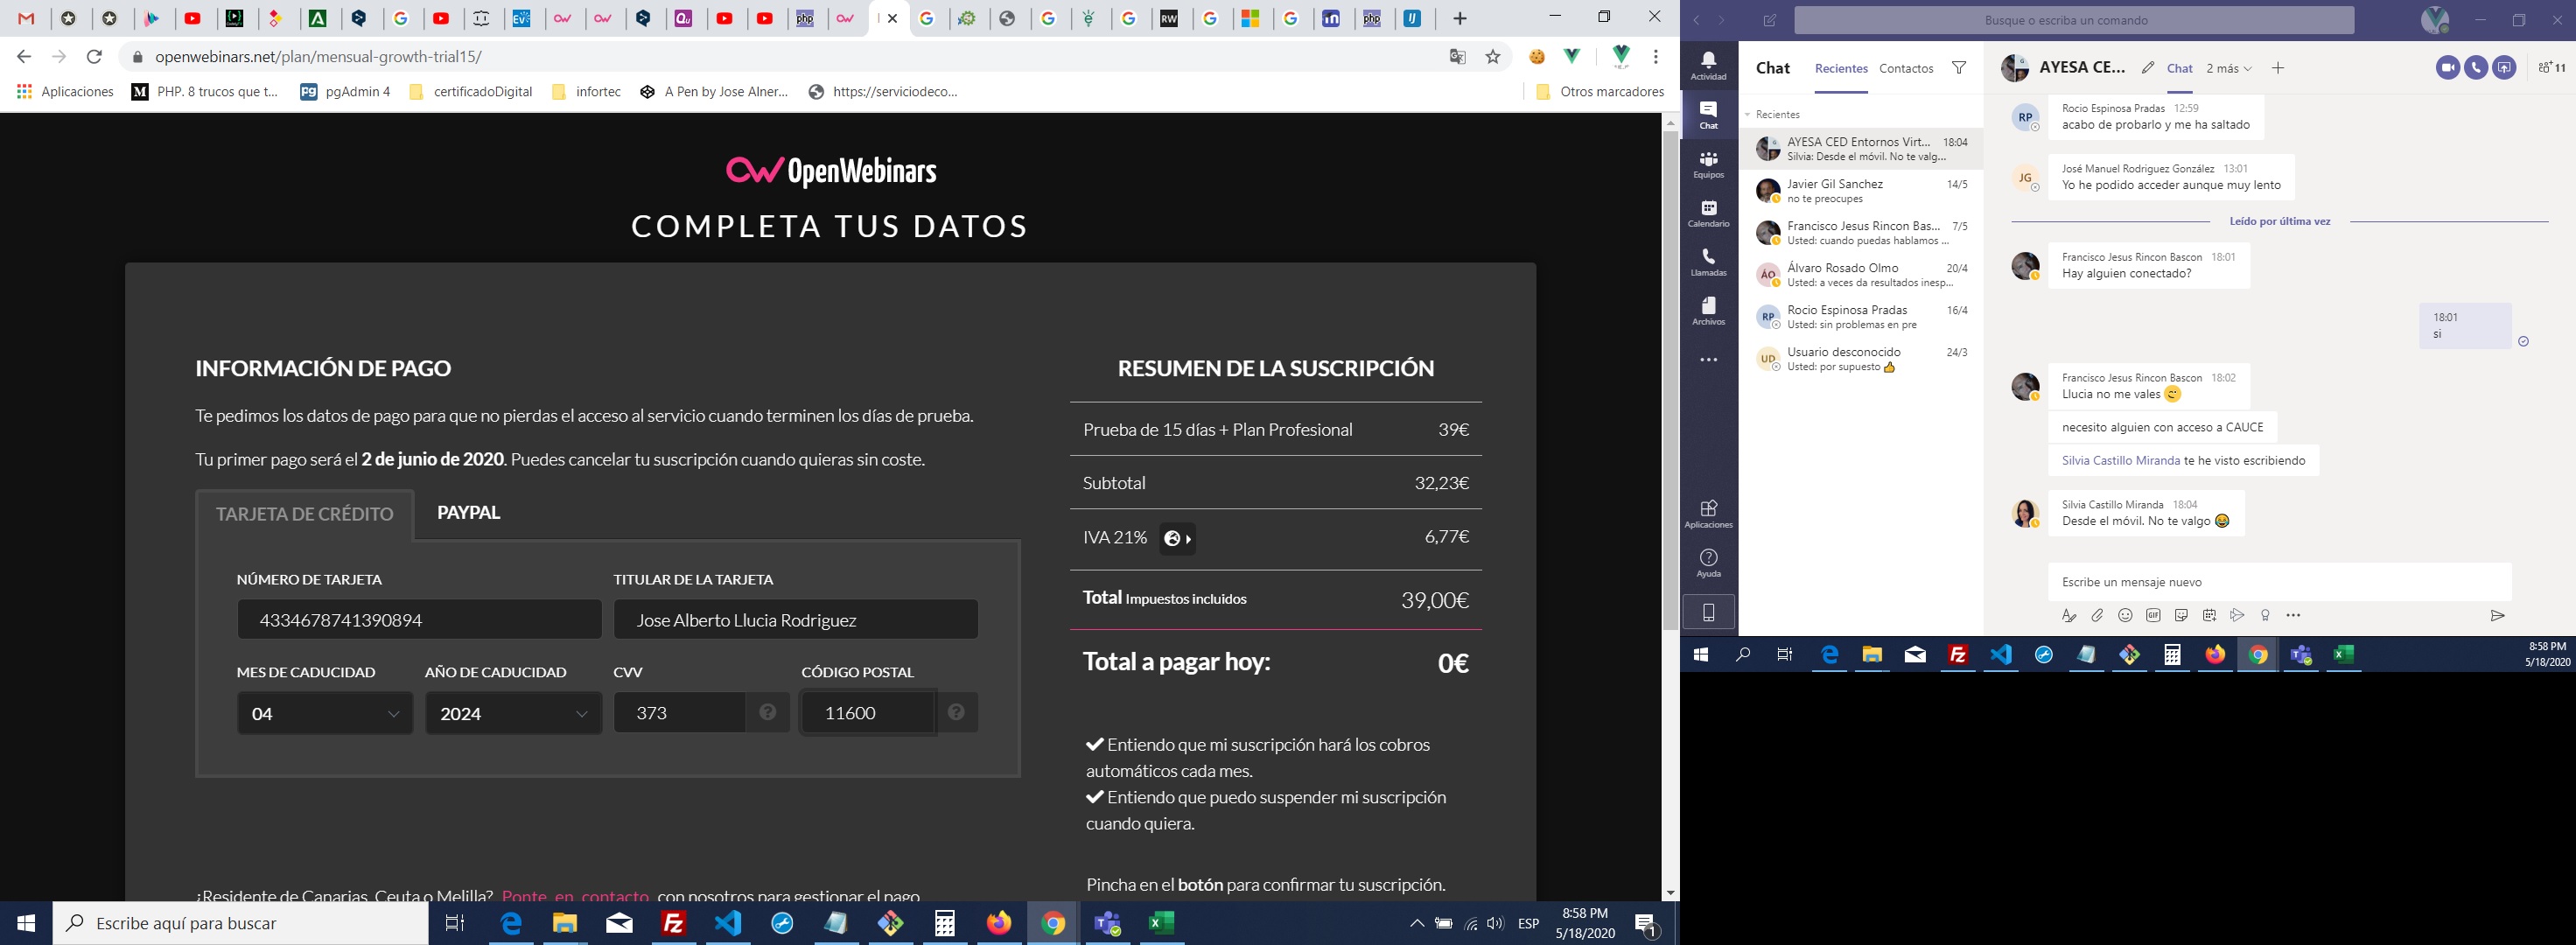 openwebinars.net/plan/mensual-growth-trial15/
Aplicaciones
PHP. 8 trucos que t...
pgAdmin 4
certificadoDigital
infortec
A Pen by Jose Alner...
https://serviciodeco...
Otros marcadores
OpenWebinars
COMPLETA TUS DATOS
INFORMACIÓN DE PAGO
Te pedimos los datos de pago para que no pierdas el acceso al servicio cuando terminen los días de prueba.
Tu primer pago será el 2 de junio de 2020. Puedes cancelar tu suscripción cuando quieras sin coste.
TARJETA DE CRÉDITO
PAYPAL
NÚMERO DE TARJETA
[redacted]
TITULAR DE LA TARJETA
Jose Alberto Llucia Rodriguez
MES DE CADUCIDAD
[redacted]
AÑO DE CADUCIDAD
[redacted]
CVV
[redacted]
CÓDIGO POSTAL
11600
¿Residente de Canarias, Ceuta o Melilla? Ponte en contacto con nosotros para gestionar el pago
RESUMEN DE LA SUSCRIPCIÓN
Prueba de 15 días + Plan Profesional 39€
Subtotal 32,23€
IVA 21% 6,77€
Total Impuestos incluidos 39,00€
Total a pagar hoy: 0€
Entiendo que mi suscripción hará los cobros
automáticos cada mes.
Entiendo que puedo suspender mi suscripción
cuando quiera.
Pincha en el botón para confirmar tu suscripción.
Escribe aquí para buscar
ESP
8:58 PM
5/18/2020
1
Busque o escriba un comando
Actividad
Chat
Equipos
Calendario
Llamadas
Archivos
Aplicaciones
Ayuda
Chat
Recientes
Contactos
Recientes
AYESA CED Entornos Virt... 18:04
Silvia: Desde el móvil. No te valg...
Javier Gil Sanchez 14/5
no te preocupes
Francisco Jesus Rincon Bas... 7/5
Usted: cuando puedas hablamos ...
ÁO
Álvaro Rosado Olmo 20/4
Usted: a veces da resultados inesp...
RP
Rocio Espinosa Pradas 16/4
Usted: sin problemas en pre
UD
Usuario desconocido 24/3
Usted: por supuesto 👍
AYESA CE...
Chat
2 más
11
RP
Rocio Espinosa Pradas 12:59
acabo de probarlo y me ha saltado
JG
José Manuel Rodriguez González 13:01
Yo he podido acceder aunque muy lento
Leído por última vez
Francisco Jesus Rincon Bascon 18:01
Hay alguien conectado?
18:01
si
Francisco Jesus Rincon Bascon 18:02
Llucia no me vales
necesito alguien con acceso a CAUCE
Silvia Castillo Miranda te he visto escribiendo
Silvia Castillo Miranda 18:04
Desde el móvil. No te valgo 😂
Escribe un mensaje nuevo
GIF
8:58 PM
5/18/2020